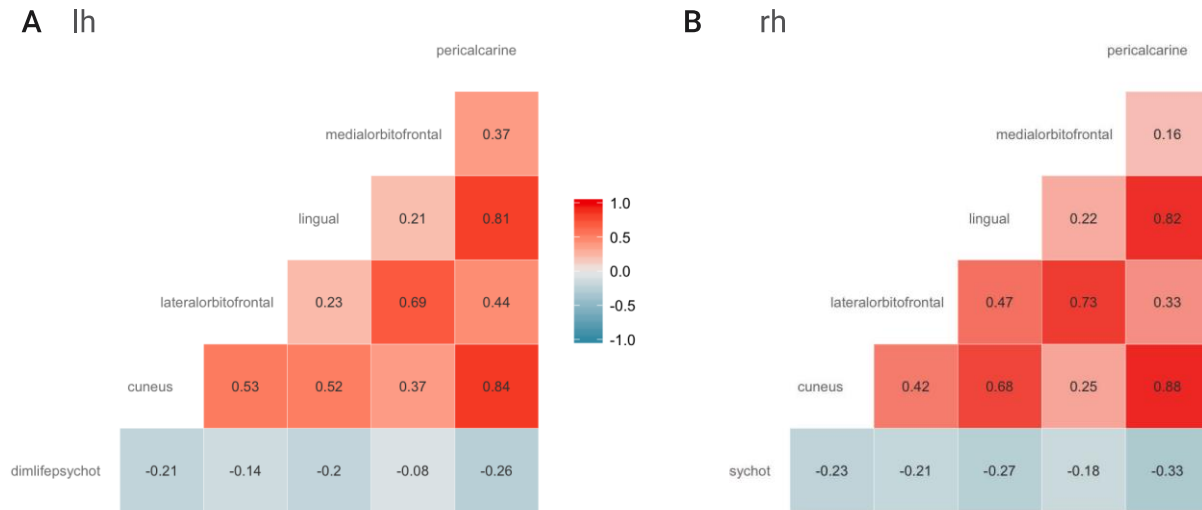 A lh
pericalcarine
medialorbitofrontal 0.37
lingual 0.21 0.81
lateralorbitofrontal 0.23 0.69 0.44
cuneus 0.53 0.52 0.37 0.84
dimlifepsychot -0.21 -0.14 -0.2 -0.08 -0.26
1.0
0.5
0.0
-0.5
-1.0
B rh
pericalcarine
medialorbitofrontal 0.16
lingual 0.22 0.82
lateralorbitofrontal 0.47 0.73 0.33
cuneus 0.42 0.68 0.25 0.88
sychot -0.23 -0.21 -0.27 -0.18 -0.33